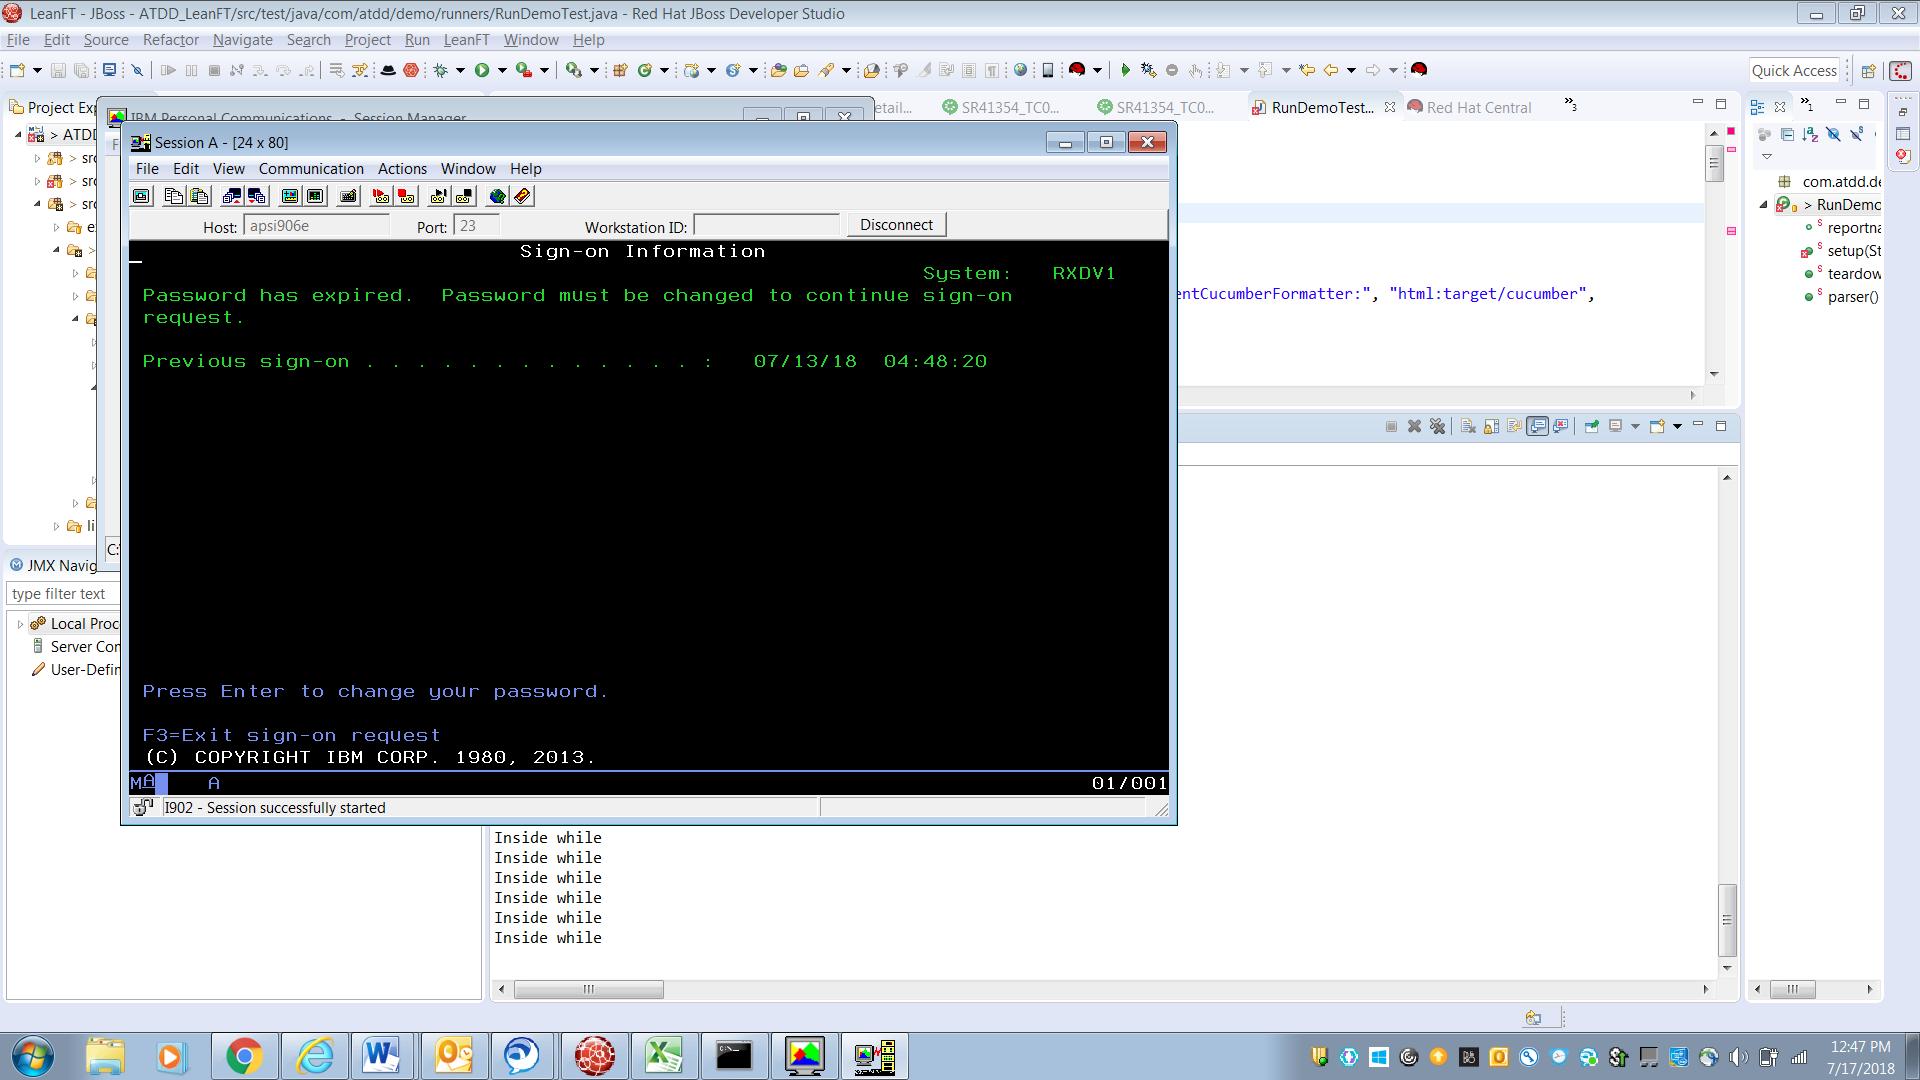 LeanFT - JBoss - ATDD_LeanFT/src/test/java/com/atdd/demo/runners/RunDemoTest.java - Red Hat JBoss Developer Studio
File Edit Source Refactor Navigate Search Project Run LeanFT Window Help
Quick Access
Project Ex
IBM Personal Communications - Session Manager
etail...
SR41354_TC0...
SR41354_TC0...
RunDemoTest...
Red Hat Central
3
1
> ATDD
> src
> src
> src
Session A - [24 x 80]
File Edit View Communication Actions Window Help
Host: apsi906e Port: 23 Workstation ID: Disconnect
Sign-on Information
System: RXDV1
Password has expired. Password must be changed to continue sign-on
request.
Previous sign-on . . . . . . . . . . . . . : 07/13/18 04:48:20
Press Enter to change your password.
F3=Exit sign-on request
(C) COPYRIGHT IBM CORP. 1980, 2013.
MA A 01/001
I902 - Session successfully started
entCucumberFormatter:", "html:target/cucumber",
com.atdd.de
> RunDemo
reportna
setup(St
teardow
parser()
li
C:
JMX Navig
type filter text
Local Proc
Server Con
User-Defin
Inside while
Inside while
Inside while
Inside while
Inside while
Inside while
12:47 PM
7/17/2018